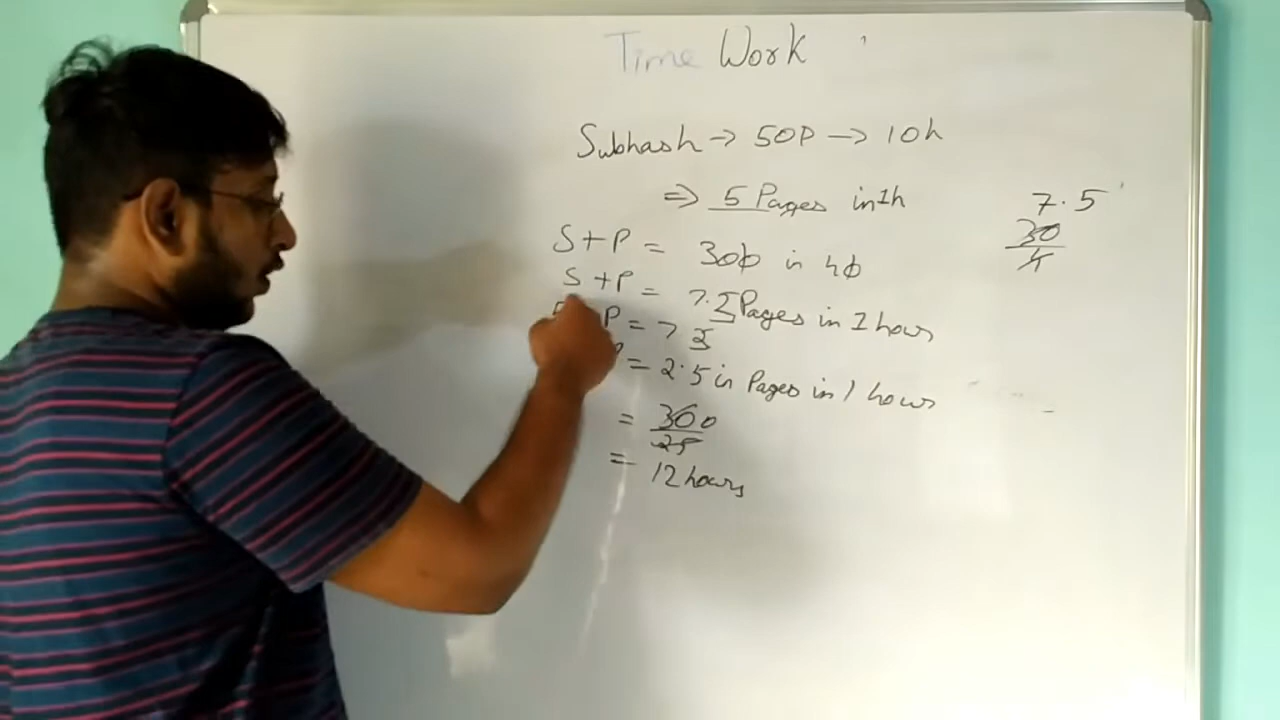 Time Work
Subhash → 50P → 10h
⇒ 5 Pages in 1h
7.5
30/4
S+P = 30p in 4h
S+P = 7.5 Pages in 1 hour
P = 7.5
P = 2.5 in Pages in 1 hours
= 300/25
= 12 hours